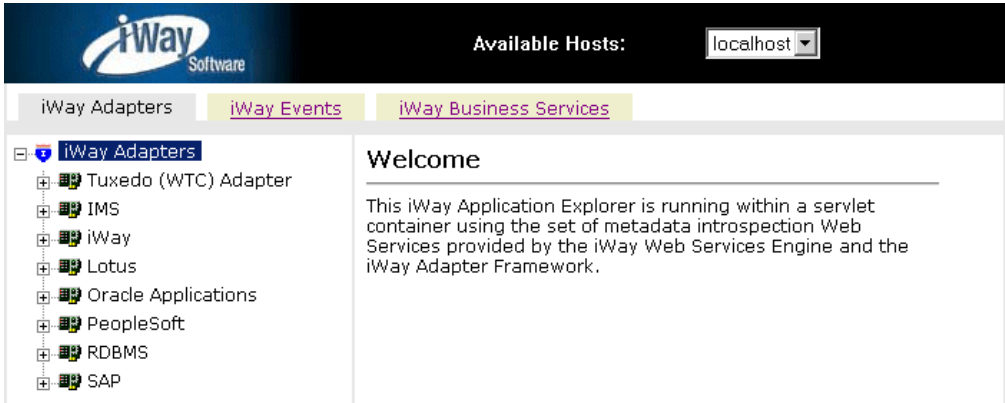 iWay
Software
Available Hosts:
localhost
iWay Adapters
iWay Events
iWay Business Services
iWay Adapters
Tuxedo (WTC) Adapter
IMS
iWay
Lotus
Oracle Applications
PeopleSoft
RDBMS
SAP
Welcome
This iWay Application Explorer is running within a servlet
container using the set of metadata introspection Web
Services provided by the iWay Web Services Engine and the
iWay Adapter Framework.